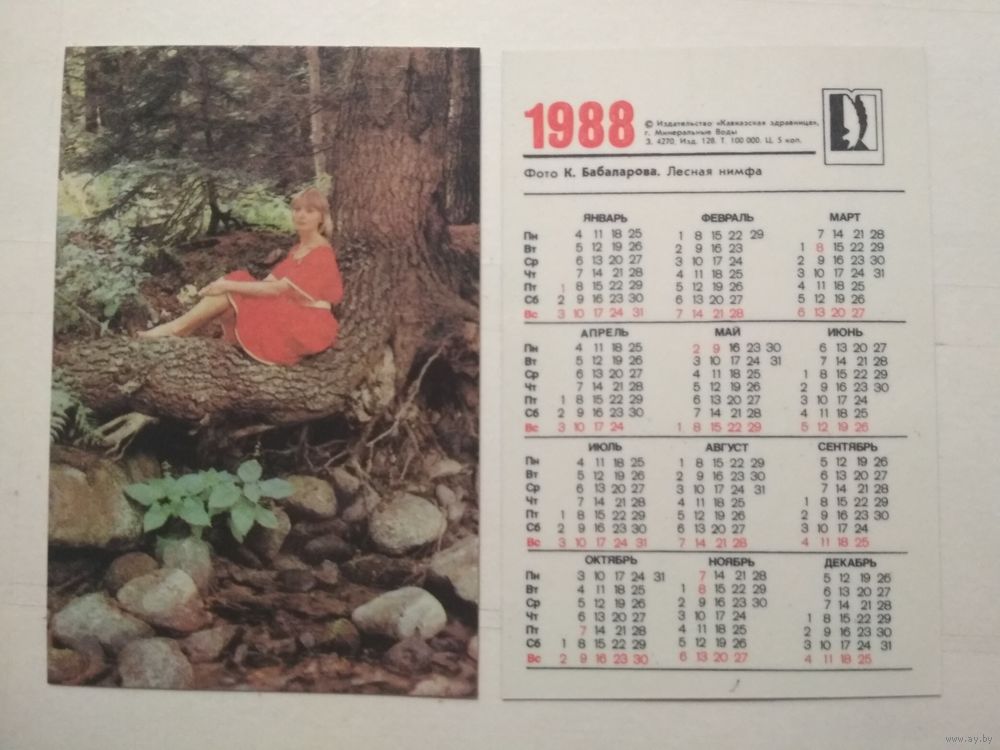 1988
© Издательство «Кавказская здравница»,
г. Минеральные Воды
З. 4270. Изд. 128. Т. 100 000. Ц. 5 коп.
Фото К. Бабаларова. Лесная нимфа
ЯНВАРЬ ФЕВРАЛЬ МАРТ
Пн 4 11 18 25 1 8 15 22 29 7 14 21 28
Вт 5 12 19 26 2 9 16 23 1 8 15 22 29
Ср 6 13 20 27 3 10 17 24 2 9 16 23 30
Чт 7 14 21 28 4 11 18 25 3 10 17 24 31
Пт 1 8 15 22 29 5 12 19 26 4 11 18 25
Сб 2 9 16 23 30 6 13 20 27 5 12 19 26
Вс 3 10 17 24 31 7 14 21 28 6 13 20 27
АПРЕЛЬ МАЙ ИЮНЬ
Пн 4 11 18 25 2 9 16 23 30 6 13 20 27
Вт 5 12 19 26 3 10 17 24 31 7 14 21 28
Ср 6 13 20 27 4 11 18 25 1 8 15 22 29
Чт 7 14 21 28 5 12 19 26 2 9 16 23 30
Пт 1 8 15 22 29 6 13 20 27 3 10 17 24
Сб 2 9 16 23 30 7 14 21 28 4 11 18 25
Вс 3 10 17 24 1 8 15 22 29 5 12 19 26
ИЮЛЬ АВГУСТ СЕНТЯБРЬ
Пн 4 11 18 25 1 8 15 22 29 5 12 19 26
Вт 5 12 19 26 2 9 16 23 30 6 13 20 27
Ср 6 13 20 27 3 10 17 24 31 7 14 21 28
Чт 7 14 21 28 4 11 18 25 1 8 15 22 29
Пт 1 8 15 22 29 5 12 19 26 2 9 16 23 30
Сб 2 9 16 23 30 6 13 20 27 3 10 17 24
Вс 3 10 17 24 31 7 14 21 28 4 11 18 25
ОКТЯБРЬ НОЯБРЬ ДЕКАБРЬ
Пн 3 10 17 24 31 7 14 21 28 5 12 19 26
Вт 4 11 18 25 1 8 15 22 29 6 13 20 27
Ср 5 12 19 26 2 9 16 23 30 7 14 21 28
Чт 6 13 20 27 3 10 17 24 1 8 15 22 29
Пт 7 14 21 28 4 11 18 25 2 9 16 23 30
Сб 1 8 15 22 29 5 12 19 26 3 10 17 24 31
Вс 2 9 16 23 30 6 13 20 27 4 11 18 25
www.ay.by